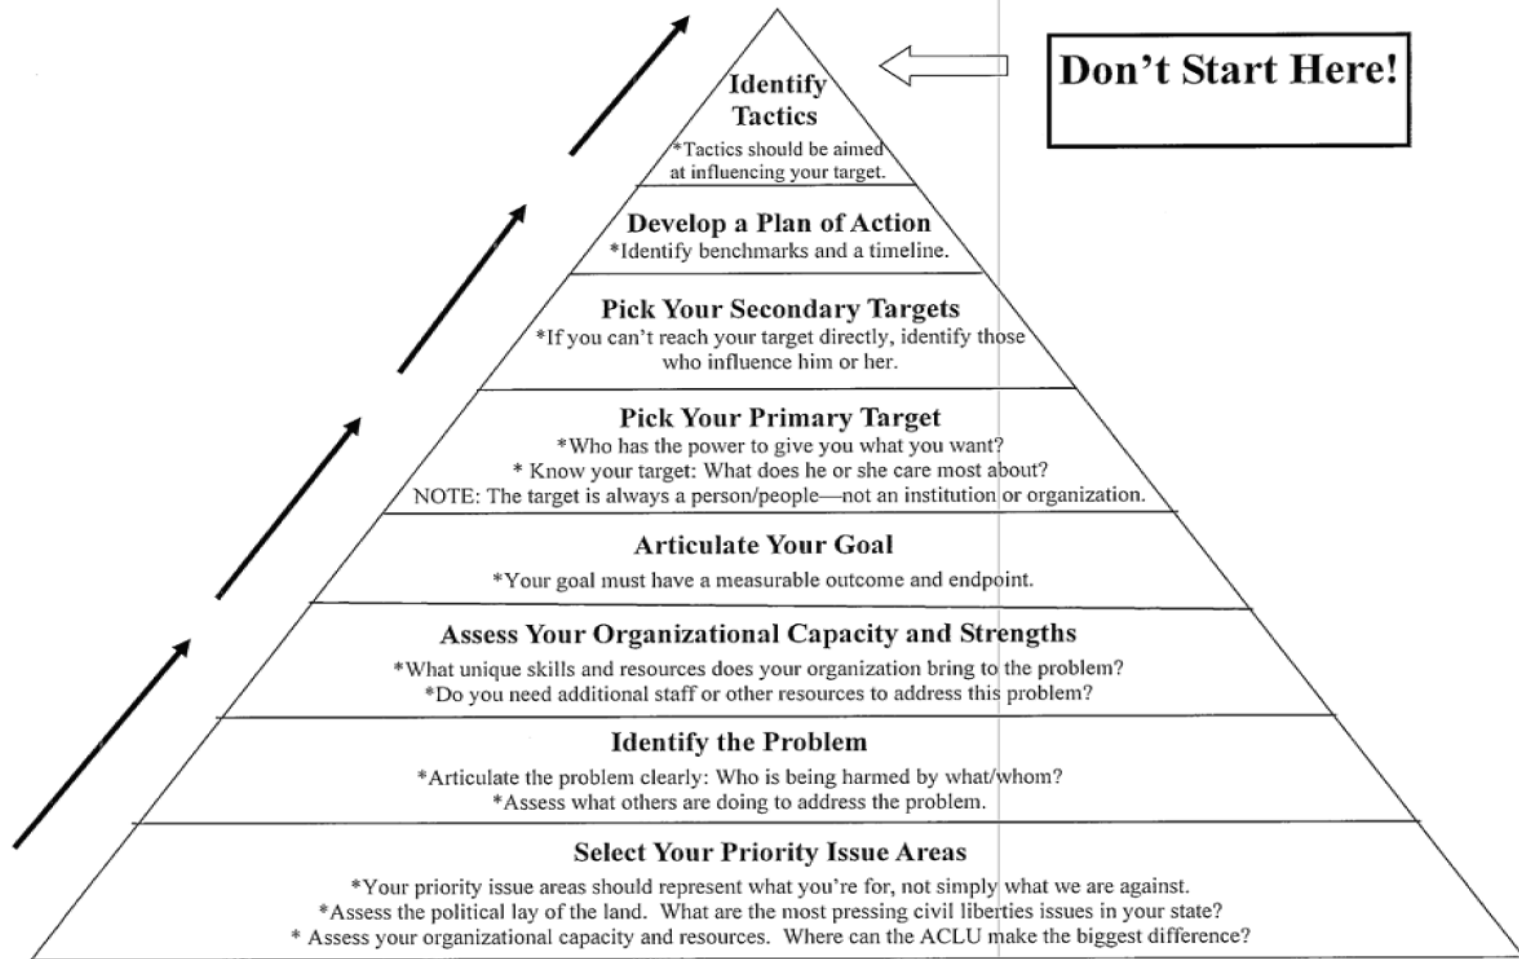 Don't Start Here!
Identify
Tactics
*Tactics should be aimed
at influencing your target.
Develop a Plan of Action
*Identify benchmarks and a timeline.
Pick Your Secondary Targets
*If you can't reach your target directly, identify those
who influence him or her.
Pick Your Primary Target
*Who has the power to give you what you want?
* Know your target: What does he or she care most about?
NOTE: The target is always a person/people—not an institution or organization.
Articulate Your Goal
*Your goal must have a measurable outcome and endpoint.
Assess Your Organizational Capacity and Strengths
*What unique skills and resources does your organization bring to the problem?
*Do you need additional staff or other resources to address this problem?
Identify the Problem
*Articulate the problem clearly: Who is being harmed by what/whom?
*Assess what others are doing to address the problem.
Select Your Priority Issue Areas
*Your priority issue areas should represent what you're for, not simply what we are against.
*Assess the political lay of the land.  What are the most pressing civil liberties issues in your state?
* Assess your organizational capacity and resources.  Where can the ACLU make the biggest difference?